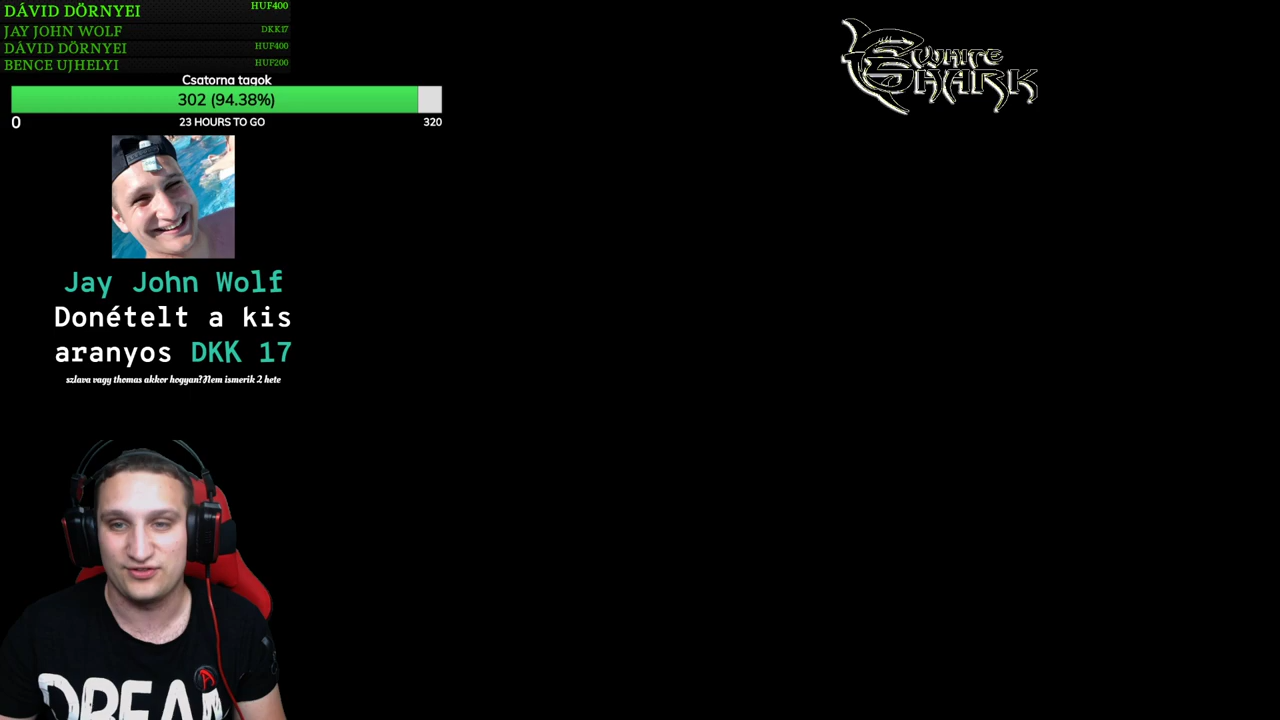 DÁVID DÖRNYEI HUF400
JAY JOHN WOLF DKK17
DÁVID DÖRNYEI HUF400
BENCE UJHELYI HUF200
Csatorna tagok
302 (94.38%)
0 23 HOURS TO GO 320
Jay John Wolf
Donételt a kis
aranyos DKK 17
szlava vagy thomas akkor hogyan?Nem ismerik 2 hete
WHITE
SHARK
DREAM